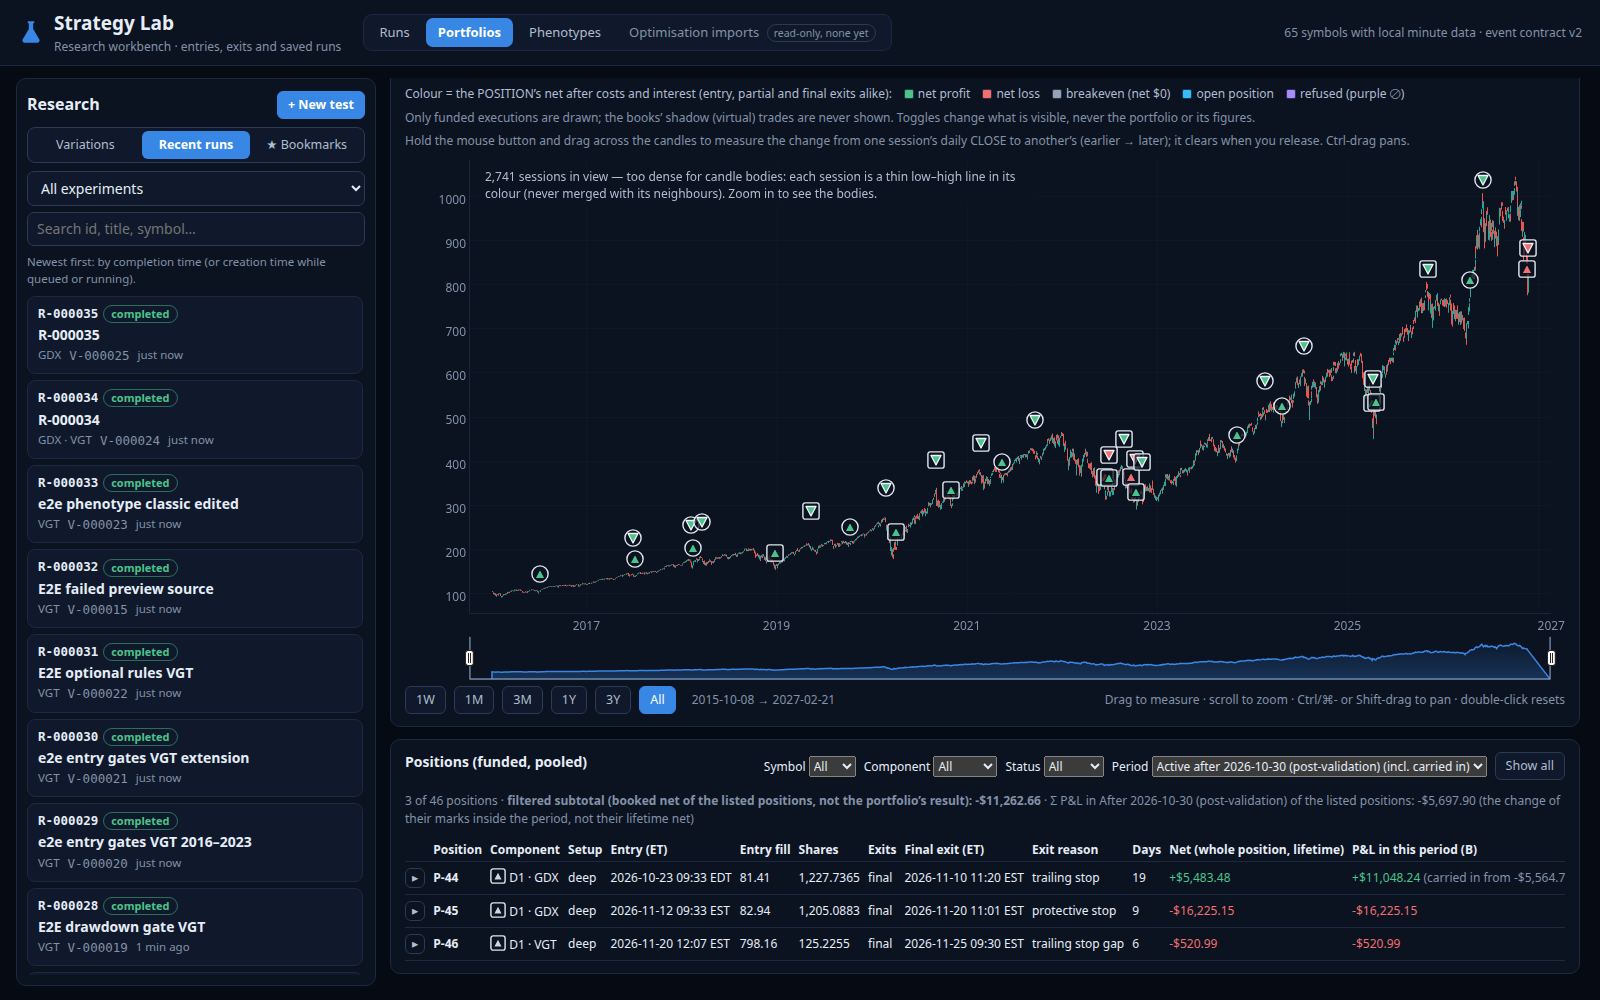 Strategy Lab
Research workbench · entries, exits and saved runs
Runs
Portfolios
Phenotypes
Optimisation imports
read-only, none yet
65 symbols with local minute data · event contract v2
Research
+ New test
Variations
Recent runs
★ Bookmarks
All experiments
Search id, title, symbol...
Newest first: by completion time (or creation time while
queued or running).
R-000035 completed
R-000035
GDX V-000025 just now
R-000034 completed
R-000034
GDX · VGT V-000024 just now
R-000033 completed
e2e phenotype classic edited
VGT V-000023 just now
R-000032 completed
E2E failed preview source
VGT V-000015 just now
R-000031 completed
E2E optional rules VGT
VGT V-000022 just now
R-000030 completed
e2e entry gates VGT extension
VGT V-000021 just now
R-000029 completed
e2e entry gates VGT 2016–2023
VGT V-000020 just now
R-000028 completed
E2E drawdown gate VGT
VGT V-000019 1 min ago
Colour = the POSITION's net after costs and interest (entry, partial and final exits alike): net profit net loss breakeven (net $0) open position refused (purple ⊘)
Only funded executions are drawn; the books' shadow (virtual) trades are never shown. Toggles change what is visible, never the portfolio or its figures.
Hold the mouse button and drag across the candles to measure the change from one session's daily CLOSE to another's (earlier → later); it clears when you release. Ctrl-drag pans.
2,741 sessions in view — too dense for candle bodies: each session is a thin low–high line in its
colour (never merged with its neighbours). Zoom in to see the bodies.
1000
900
800
700
600
500
400
300
200
100
2017 2019 2021 2023 2025 2027
1W 1M 3M 1Y 3Y All 2015-10-08 → 2027-02-21
Drag to measure · scroll to zoom · Ctrl/⌘- or Shift-drag to pan · double-click resets
Positions (funded, pooled)
Symbol All Component All Status All Period Active after 2026-10-30 (post-validation) (incl. carried in) Show all
3 of 46 positions · filtered subtotal (booked net of the listed positions, not the portfolio's result): -$11,262.66 · Σ P&L in After 2026-10-30 (post-validation) of the listed positions: -$5,697.90 (the change of
their marks inside the period, not their lifetime net)
Position Component Setup Entry (ET) Entry fill Shares Exits Final exit (ET) Exit reason Days Net (whole position, lifetime) P&L in this period (B)
P-44 D1 · GDX deep 2026-10-23 09:33 EDT 81.41 1,227.7365 final 2026-11-10 11:20 EST trailing stop 19 +$5,483.48 +$11,048.24 (carried in from -$5,564.7
P-45 D1 · GDX deep 2026-11-12 09:33 EST 82.94 1,205.0883 final 2026-11-20 11:01 EST protective stop 9 -$16,225.15 -$16,225.15
P-46 D1 · VGT deep 2026-11-20 12:07 EST 798.16 125.2255 final 2026-11-25 09:30 EST trailing stop gap 6 -$520.99 -$520.99